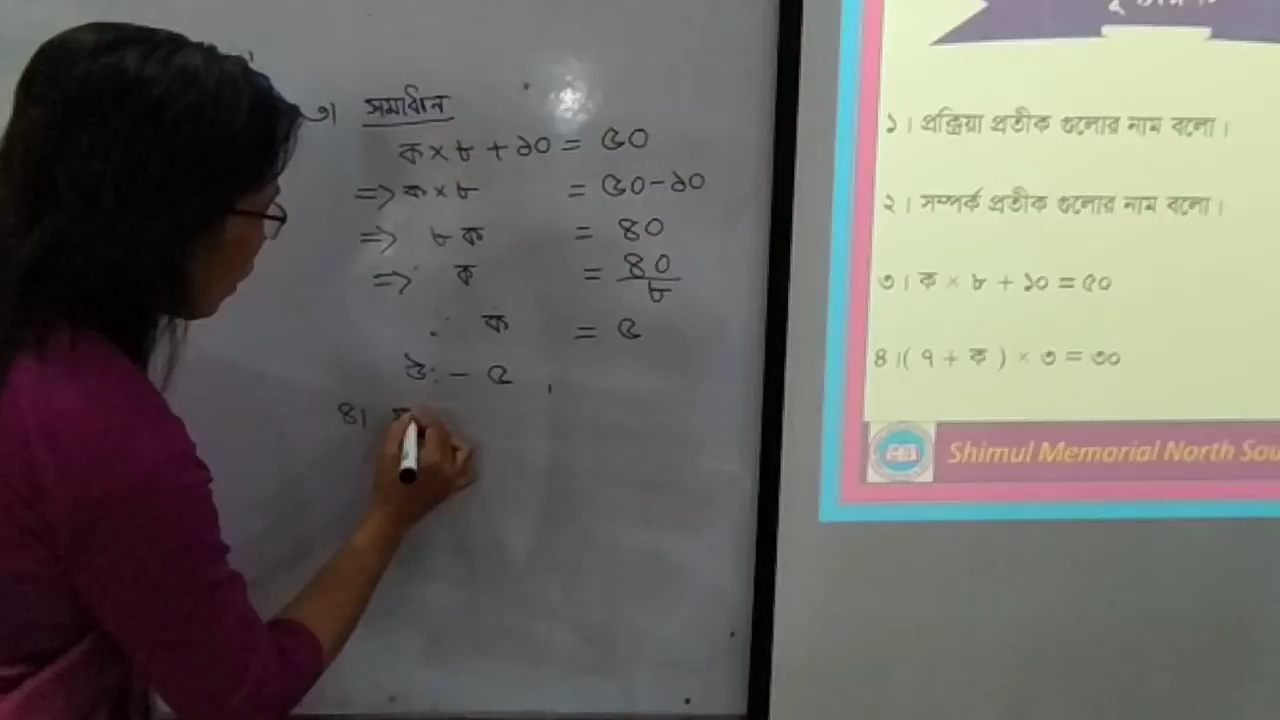 ৩। সমাধান
ক × ৮ + ১০ = ৫০
=> ক × ৮ = ৫০-১০
=> ৮ ক = ৪০
=> ক = ৪০/৮
∴ ক = ৫
উ:- ৫
৪।
১। প্রক্রিয়া প্রতীক গুলোর নাম বলো।
২। সম্পর্ক প্রতীক গুলোর নাম বলো।
৩। ক × ৮ + ১০ = ৫০
৪।( ৭ + ক ) × ৩ = ৩০
Shimul Memorial North Sou